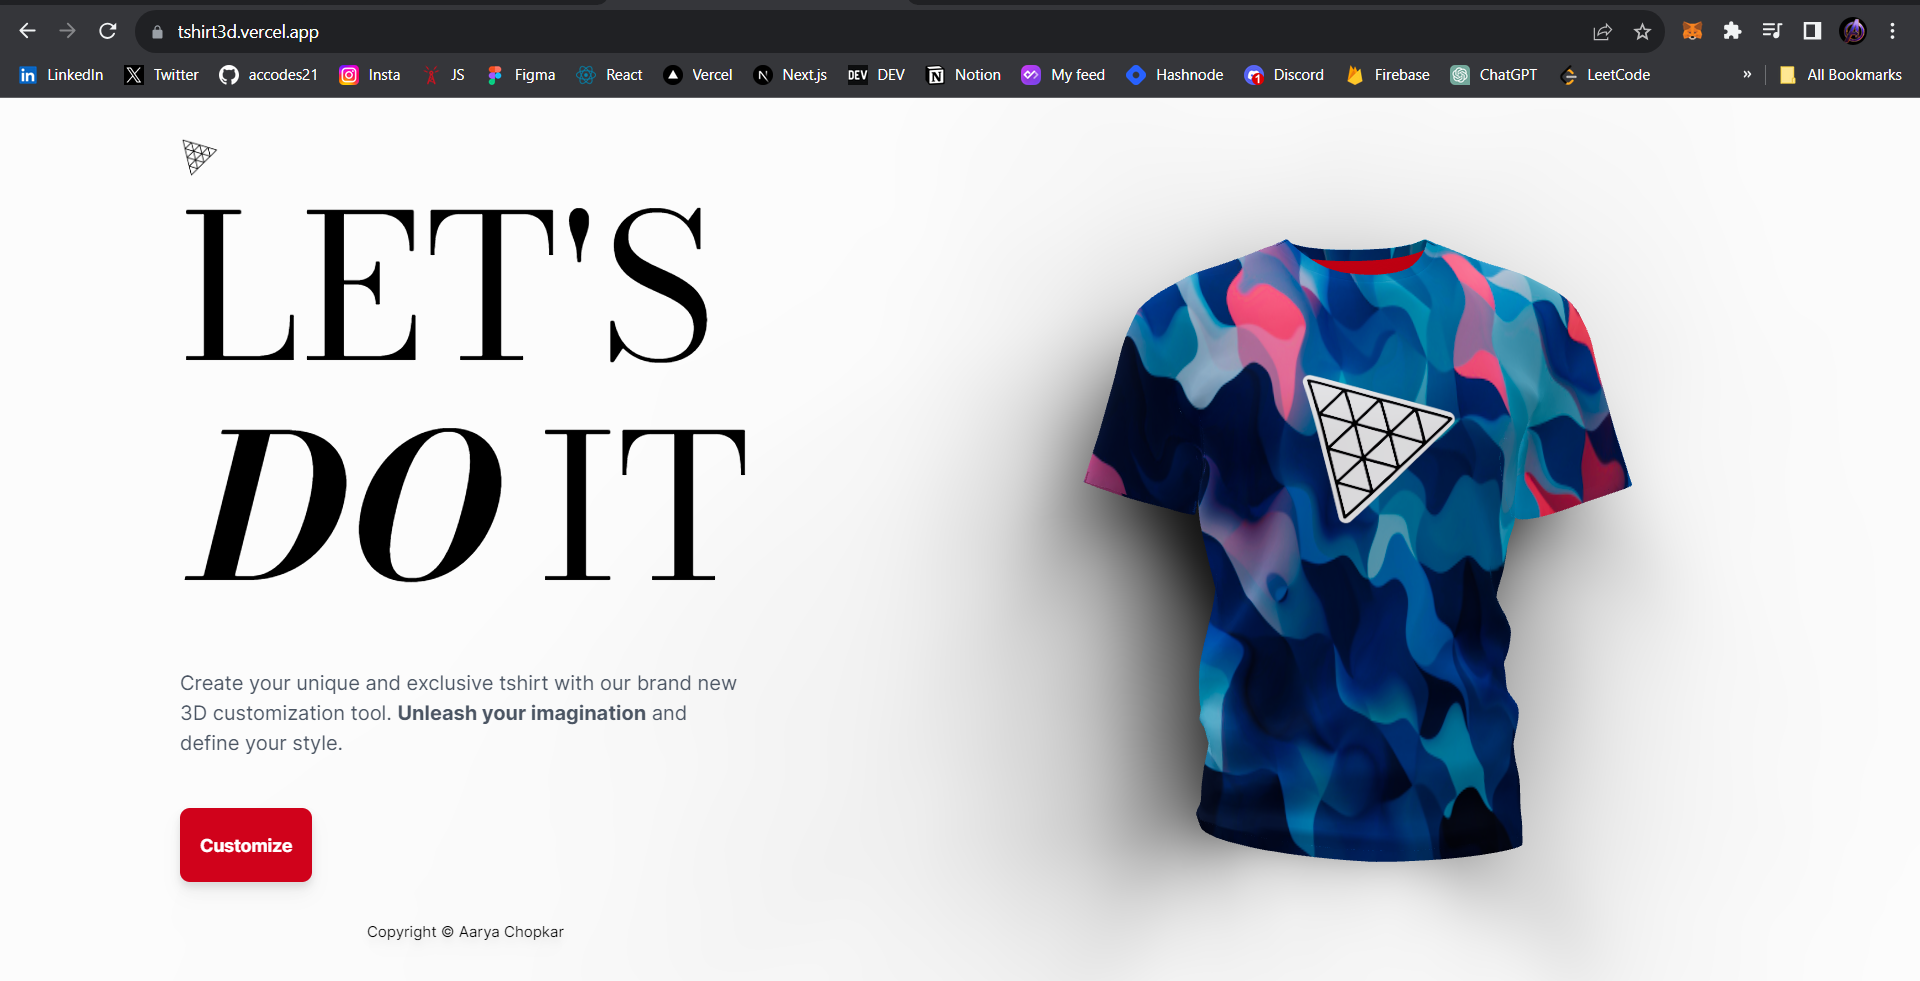 tshirt3d.vercel.app
LinkedIn Twitter accodes21 Insta JS Figma React Vercel Next.js DEV DEV Notion My feed Hashnode 1 Discord Firebase ChatGPT LeetCode » All Bookmarks
LET'S
DO IT
Create your unique and exclusive tshirt with our brand new
3D customization tool. Unleash your imagination and
define your style.
Customize
Copyright © Aarya Chopkar